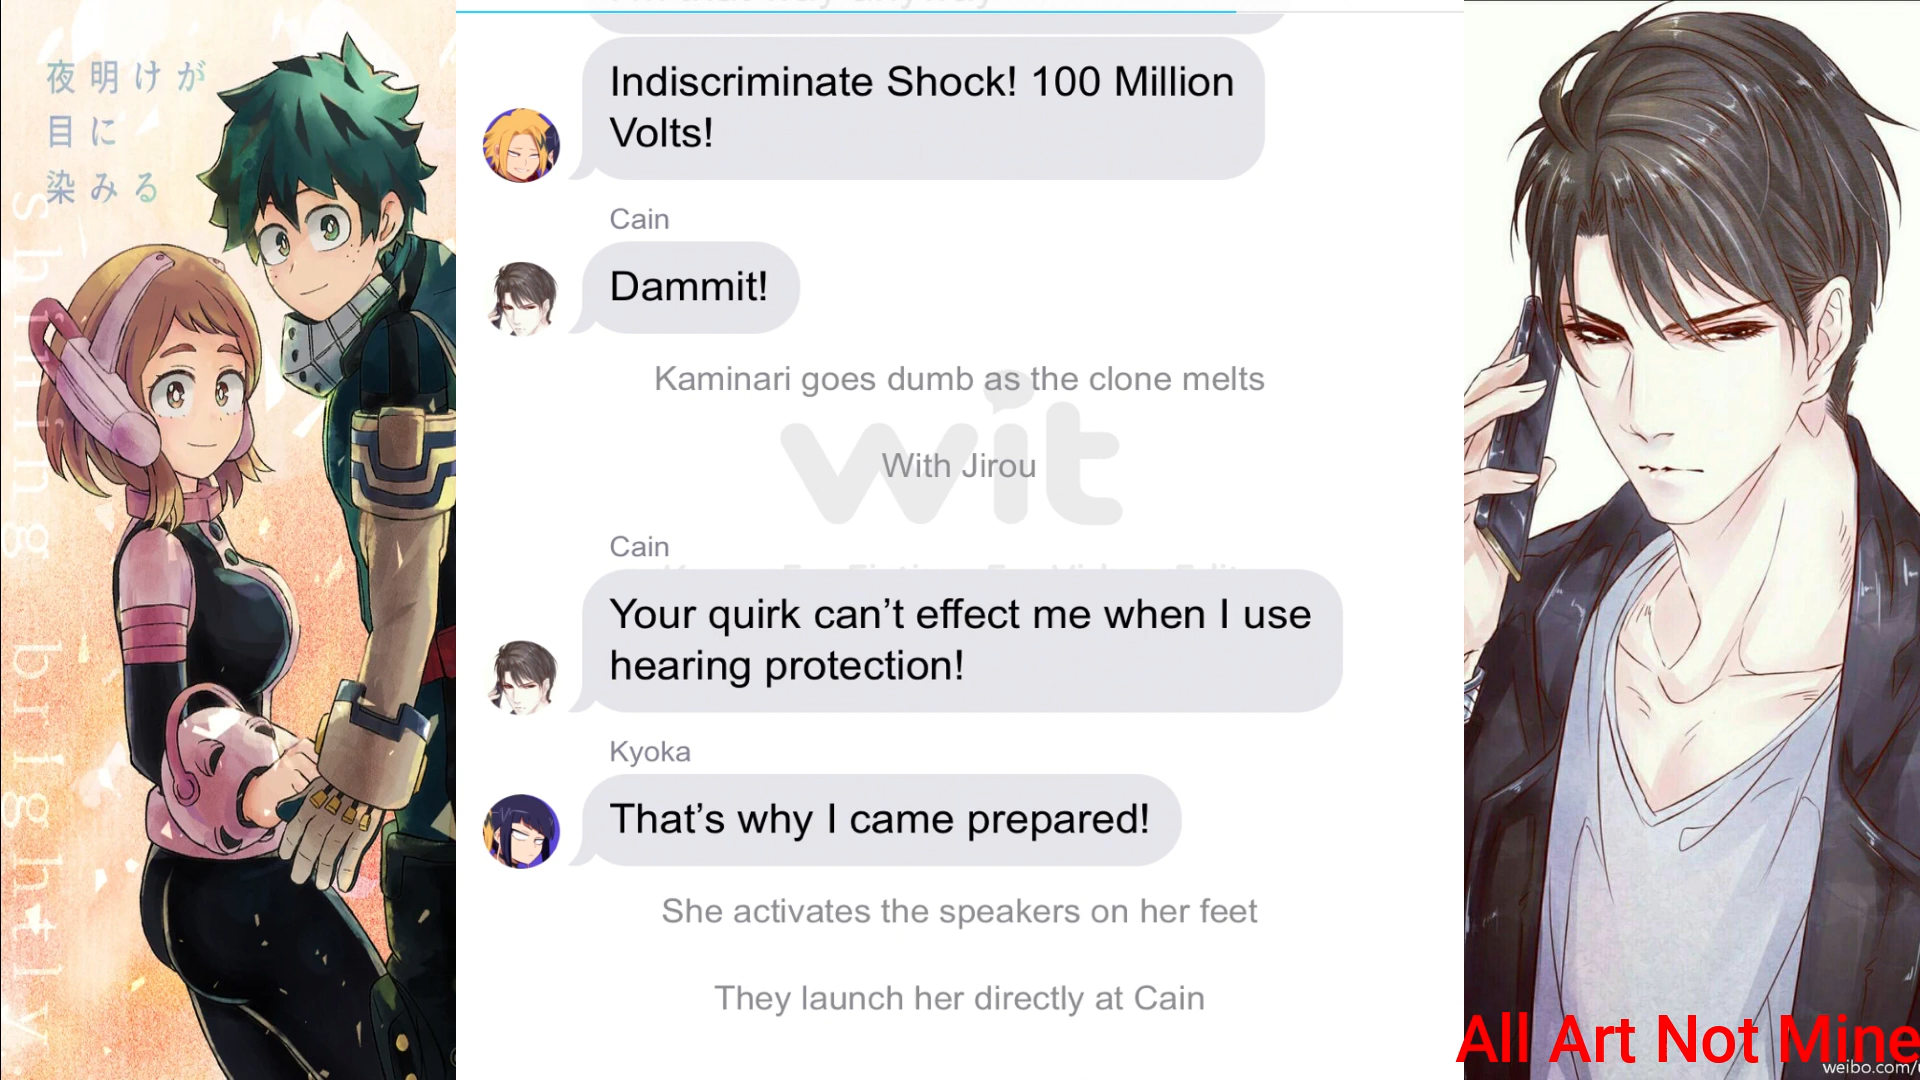 夜明けが
目に
染みる
shining brightly.
Indiscriminate Shock! 100 Million
Volts!
Cain
Dammit!
Kaminari goes dumb as the clone melts
wit
With Jirou
Cain
Your quirk can’t effect me when I use
hearing protection!
Kyoka
That’s why I came prepared!
She activates the speakers on her feet
They launch her directly at Cain
All Art Not Mine
weibo.com/